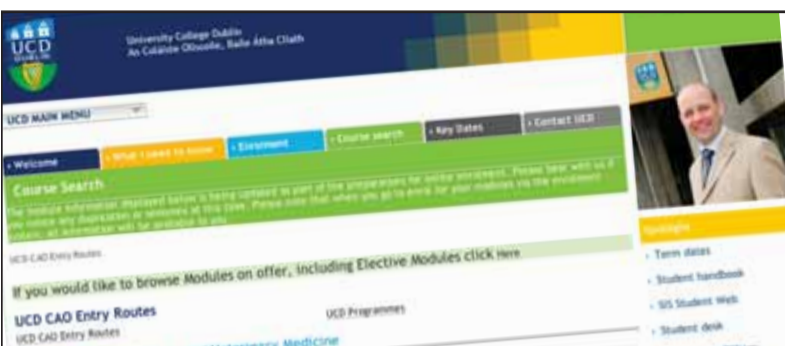 UCD
DUBLIN
University College Dublin
An Coláiste Ollscoile, Baile Átha Cliath
UCD MAIN MENU
› Welcome
› What I need to know
› Enrolment
› Course search
› Key Dates
› Contact UCD
Course Search
The module information displayed below is being updated as part of the preparations for online enrolment. Please bear with us if
you notice any duplication or omissions at this time. Please note that when you go to enrol for your modules via the enrolment
all information will be available to you
UCD CAO Entry Routes
If you would like to browse Modules on offer, including Elective Modules click Here
UCD CAO Entry Routes
UCD Programmes
UCD CAO Entry Routes
Veterinary Medicine
› Term dates
› Student handbook
› SIS Student Web
› Student desk